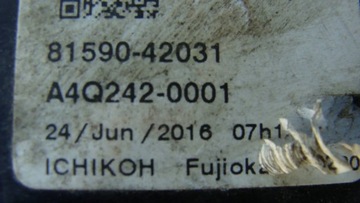 81590-42031
A4Q242-0001
24/Jun/2016 07h1
ICHIKOH Fujioka